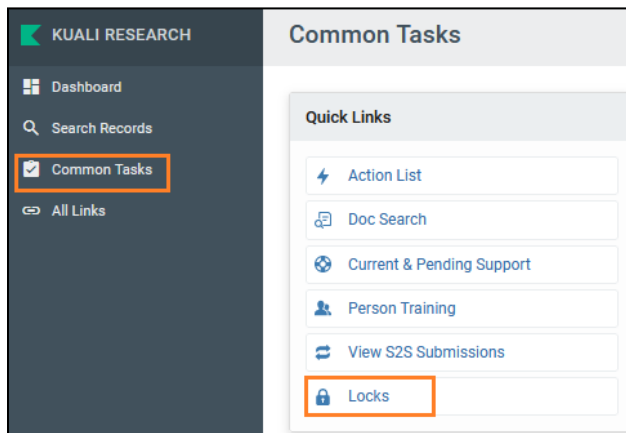 KUALI RESEARCH
Dashboard
Search Records
Common Tasks
All Links
Common Tasks
Quick Links
Action List
Doc Search
Current & Pending Support
Person Training
View S2S Submissions
Locks